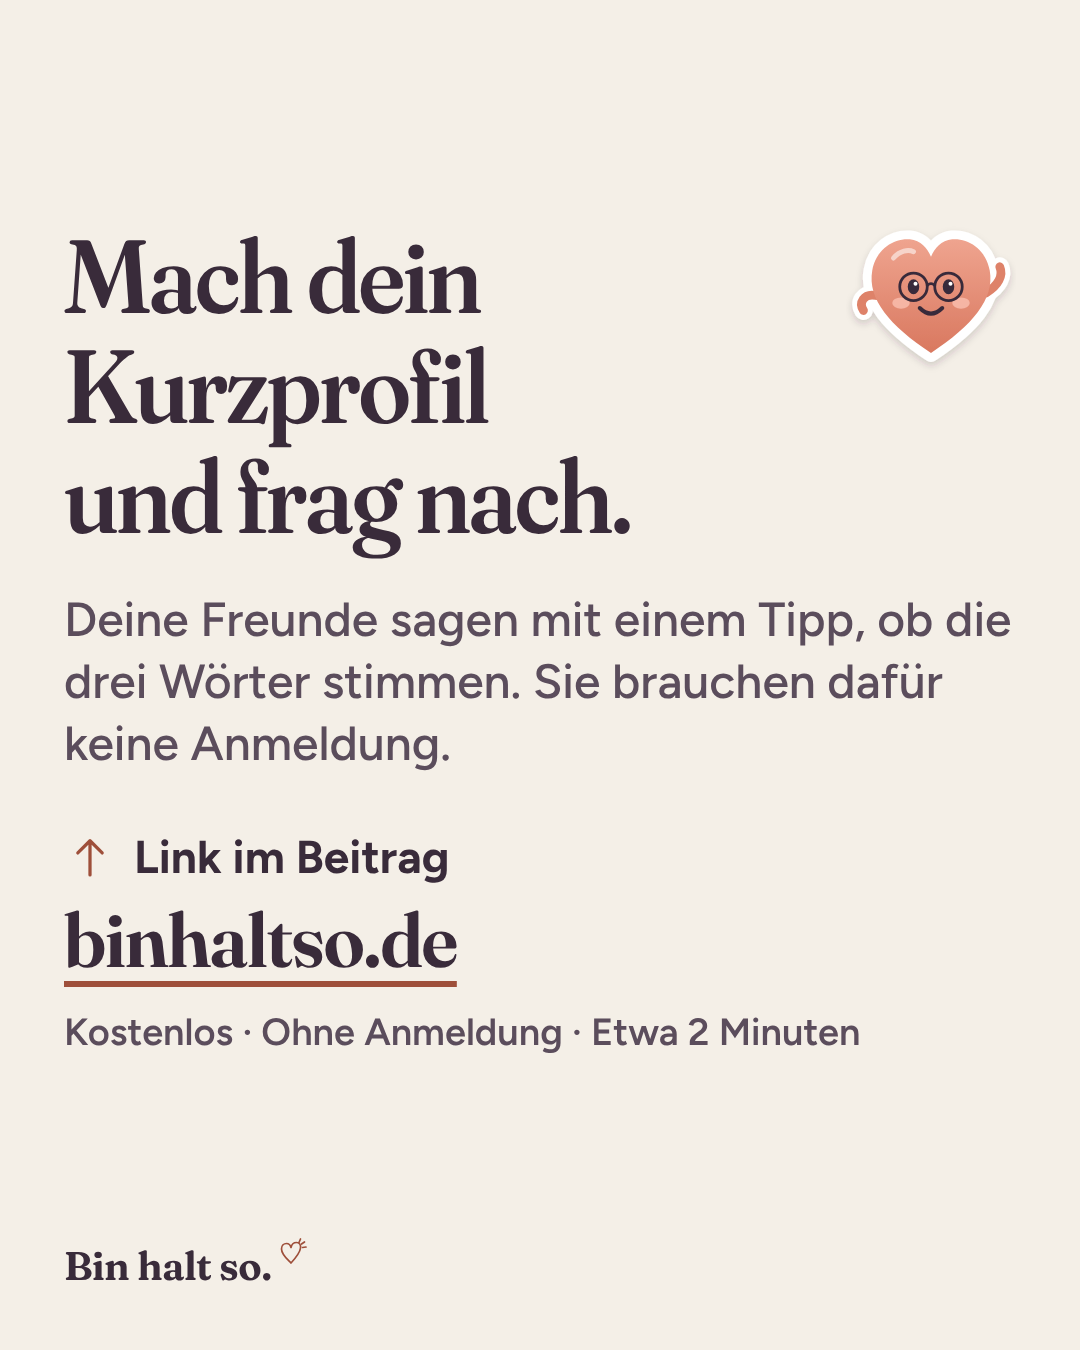 Mach dein
Kurzprofil
und frag nach.
Deine Freunde sagen mit einem Tipp, ob die
drei Wörter stimmen. Sie brauchen dafür
keine Anmeldung.
↑ Link im Beitrag
binhaltso.de
Kostenlos · Ohne Anmeldung · Etwa 2 Minuten
Bin halt so.